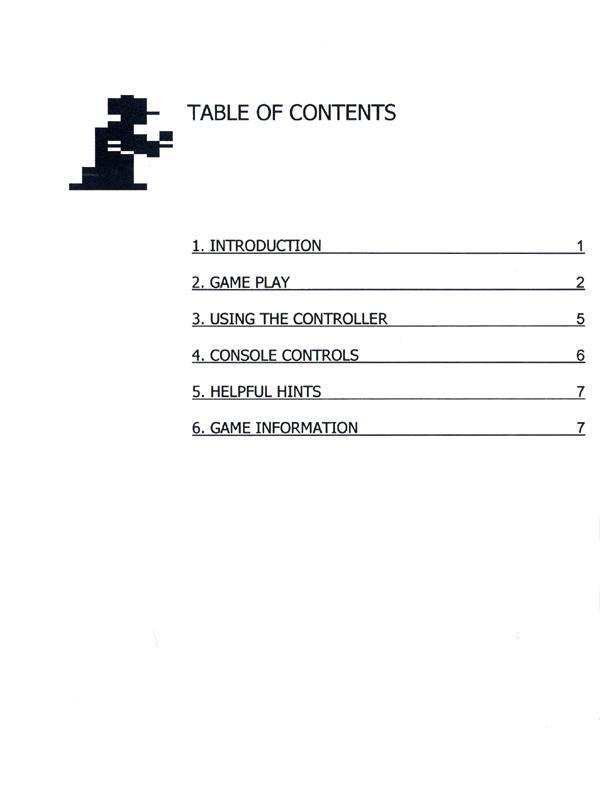 TABLE OF CONTENTS
1. INTRODUCTION 1
2. GAME PLAY 2
3. USING THE CONTROLLER 5
4. CONSOLE CONTROLS 6
5. HELPFUL HINTS 7
6. GAME INFORMATION 7